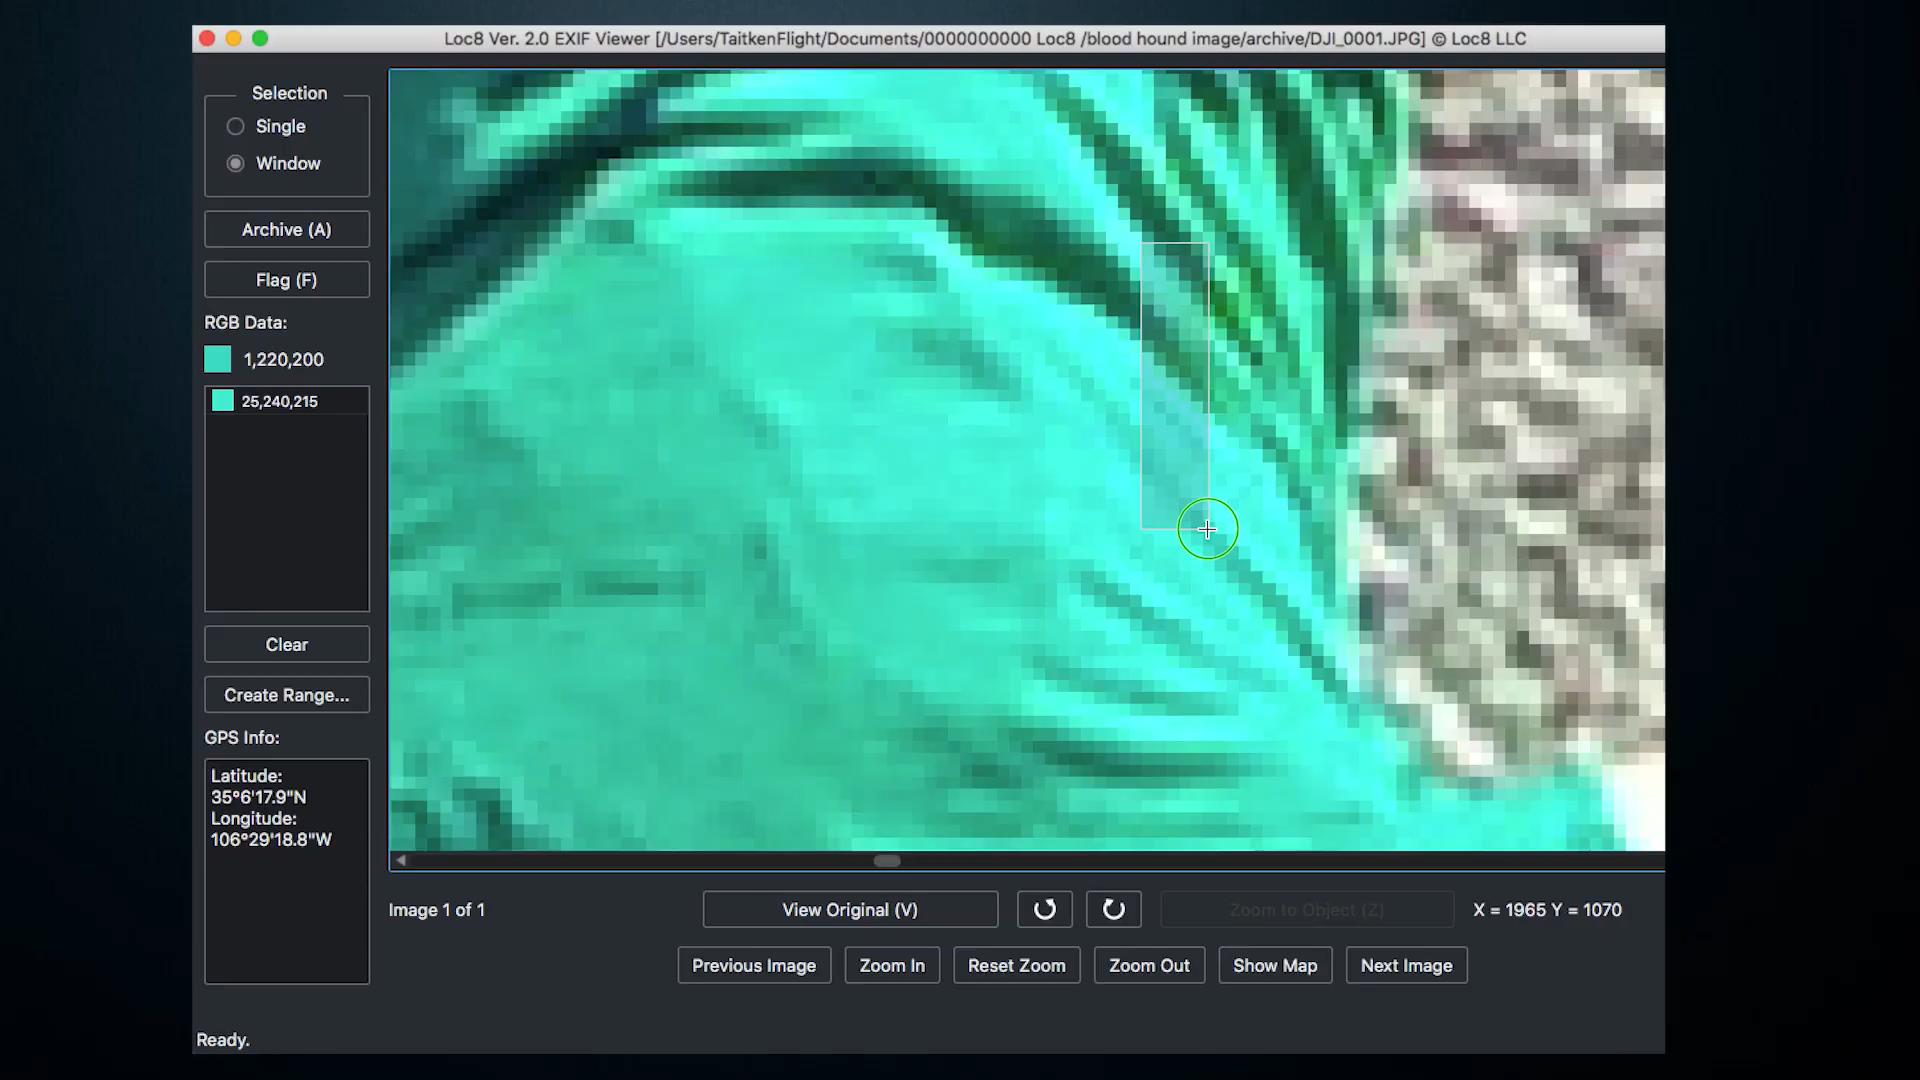 Loc8 Ver. 2.0 EXIF Viewer [/Users/TaitkenFlight/Documents/0000000000 Loc8 /blood hound image/archive/DJI_0001.JPG] © Loc8 LLC
Selection
Single
Window
Archive (A)
Flag (F)
RGB Data:
1,220,200
25,240,215
Clear
Create Range...
GPS Info:
Latitude:
35°6'17.9"N
Longitude:
106°29'18.8"W
Image 1 of 1
View Original (V)
Zoom to Object (Z)
X = 1965 Y = 1070
Previous Image
Zoom In
Reset Zoom
Zoom Out
Show Map
Next Image
Ready.